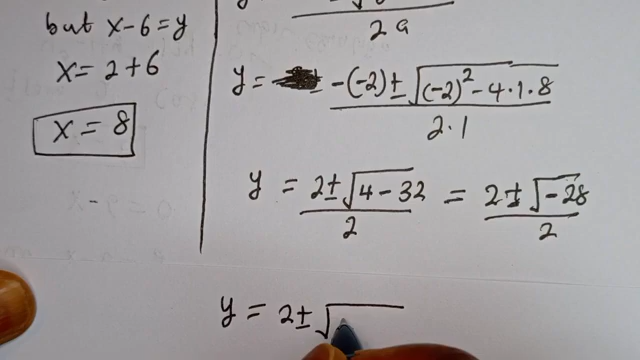 but x-6=y
x = 2+6
x = 8
2a
y = -(-2) ± √(-2)² - 4·1·8
2·1
y = 2±√4-32 = 2±√-28
2 2
y = 2±√